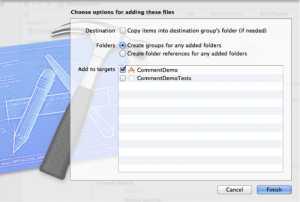 Choose options for adding these files
Destination Copy items into destination group's folder (if needed)
Folders Create groups for any added folders
Create folder references for any added folders
Add to targets CommentDemo
CommentDemoTests
Cancel Finish